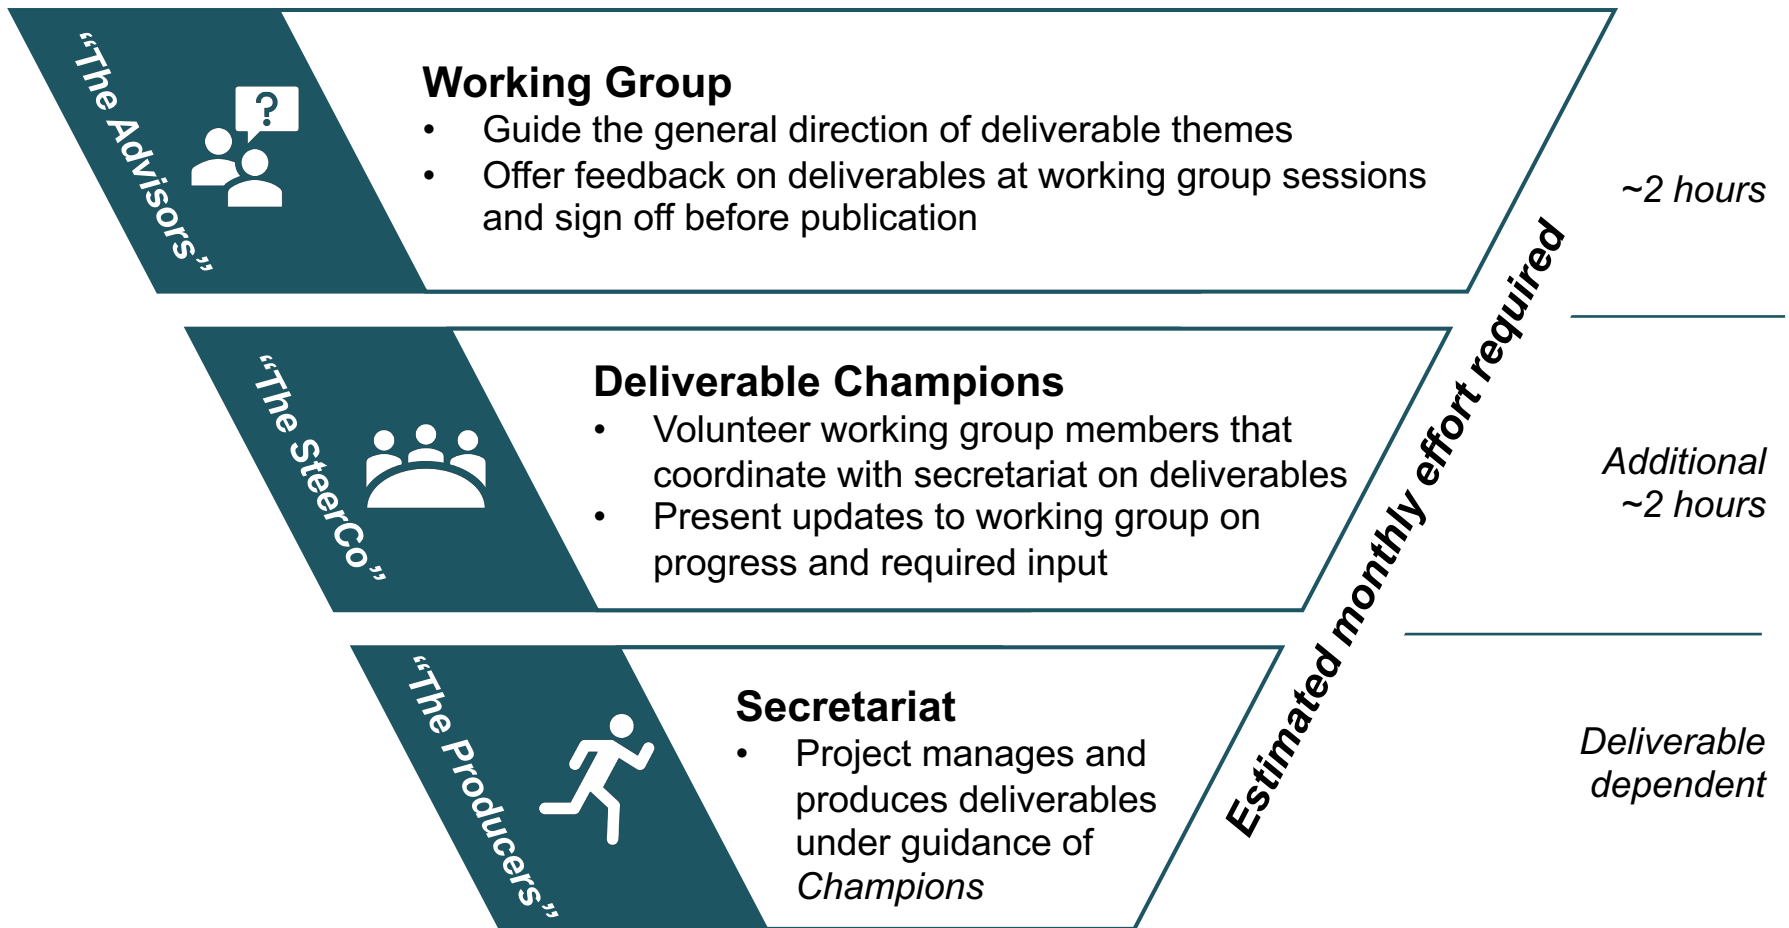 “The Advisors”
?
Working Group
• Guide the general direction of deliverable themes
• Offer feedback on deliverables at working group sessions
and sign off before publication
~2 hours
“The SteerCo”
Deliverable Champions
• Volunteer working group members that
coordinate with secretariat on deliverables
• Present updates to working group on
progress and required input
Additional
~2 hours
“The Producers”
Secretariat
• Project manages and
produces deliverables
under guidance of
Champions
Deliverable
dependent
Estimated monthly effort required